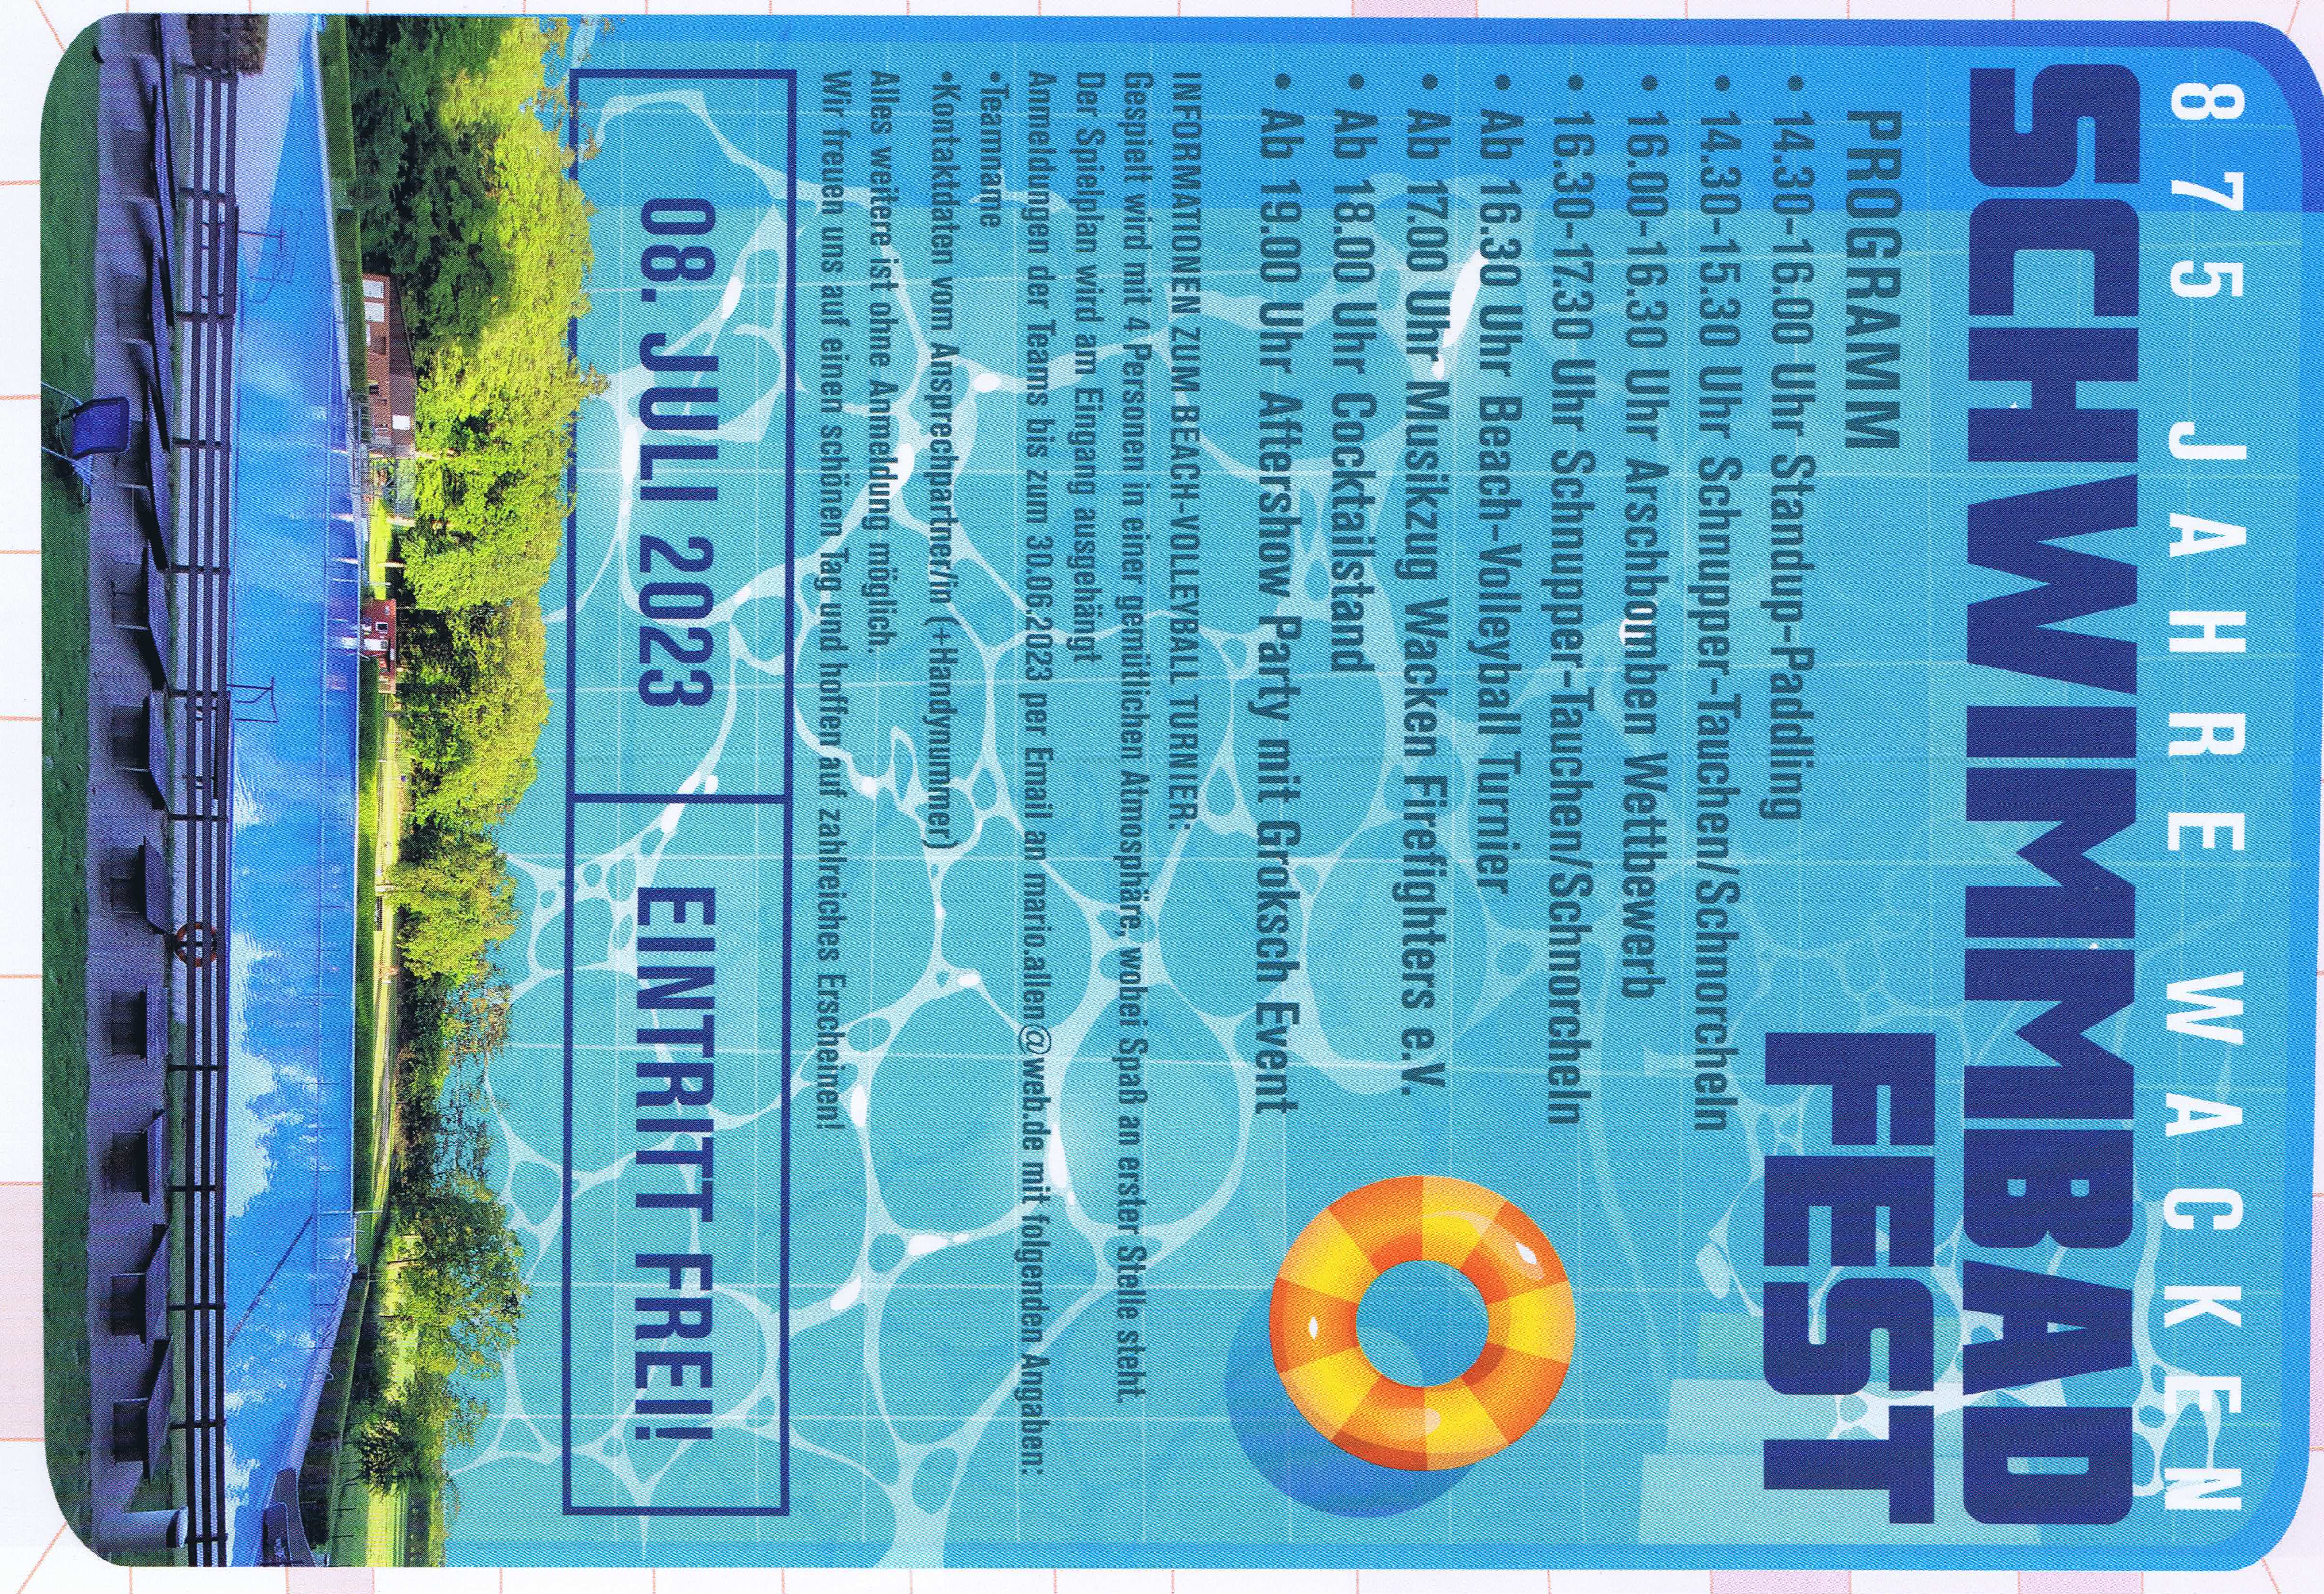 875 JAHRE WACKEN
SCHWIMMBAD
FEST
PROGRAMM
• 14.30-16.00 Uhr Standup-Paddling
• 14.30-15.30 Uhr Schnupper-Tauchen/Schnorcheln
• 16.00-16.30 Uhr Arschbomben Wettbewerb
• 16.30-17.30 Uhr Schnupper-Tauchen/Schnorcheln
• Ab 16.30 Uhr Beach-Volleyball Turnier
• Ab 17.00 Uhr Musikzug Wacken Firefighters e.V.
• Ab 18.00 Uhr Cocktailstand
• Ab 19.00 Uhr Aftershow Party mit Groksch Event
INFORMATIONEN ZUM BEACH-VOLLEYBALL TURNIER:
Gespielt wird mit 4 Personen in einer gemütlichen Atmosphäre, wobei Spaß an erster Stelle steht.
Der Spielplan wird am Eingang ausgehängt
Anmeldungen der Teams bis zum 30.06.2023 per Email an mario.allen@web.de mit folgenden Angaben:
•Teamname
•Kontaktdaten vom Ansprechpartner/in (+Handynummer)
Alles weitere ist ohne Anmeldung möglich.
Wir freuen uns auf einen schönen Tag und hoffen auf zahlreiches Erscheinen!
08. JULI 2023
EINTRITT FREI!